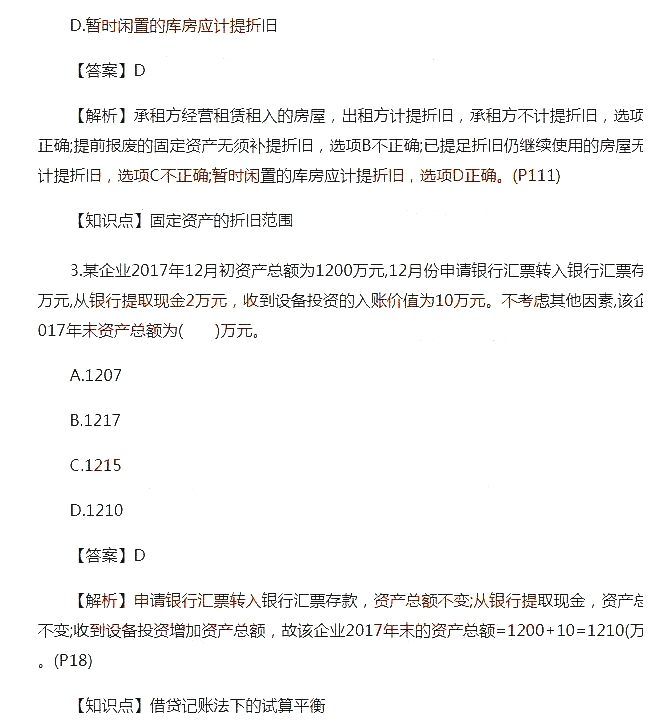 D.暂时闲置的库房应计提折旧
【答案】D
【解析】承租方经营租赁租入的房屋，出租方计提折旧，承租方不计提折旧，选项
正确;提前报废的固定资产无须补提折旧，选项B不正确;已提足折旧仍继续使用的房屋无
计提折旧，选项C不正确;暂时闲置的库房应计提折旧，选项D正确。(P111)
【知识点】固定资产的折旧范围
3.某企业2017年12月初资产总额为1200万元,12月份申请银行汇票转入银行汇票存
万元,从银行提取现金2万元，收到设备投资的入账价值为10万元。不考虑其他因素,该企
017年末资产总额为(　　)万元。
A.1207
B.1217
C.1215
D.1210
【答案】D
【解析】申请银行汇票转入银行汇票存款，资产总额不变;从银行提取现金，资产总
不变;收到设备投资增加资产总额，故该企业2017年末的资产总额=1200+10=1210(万
。(P18)
【知识点】借贷记账法下的试算平衡